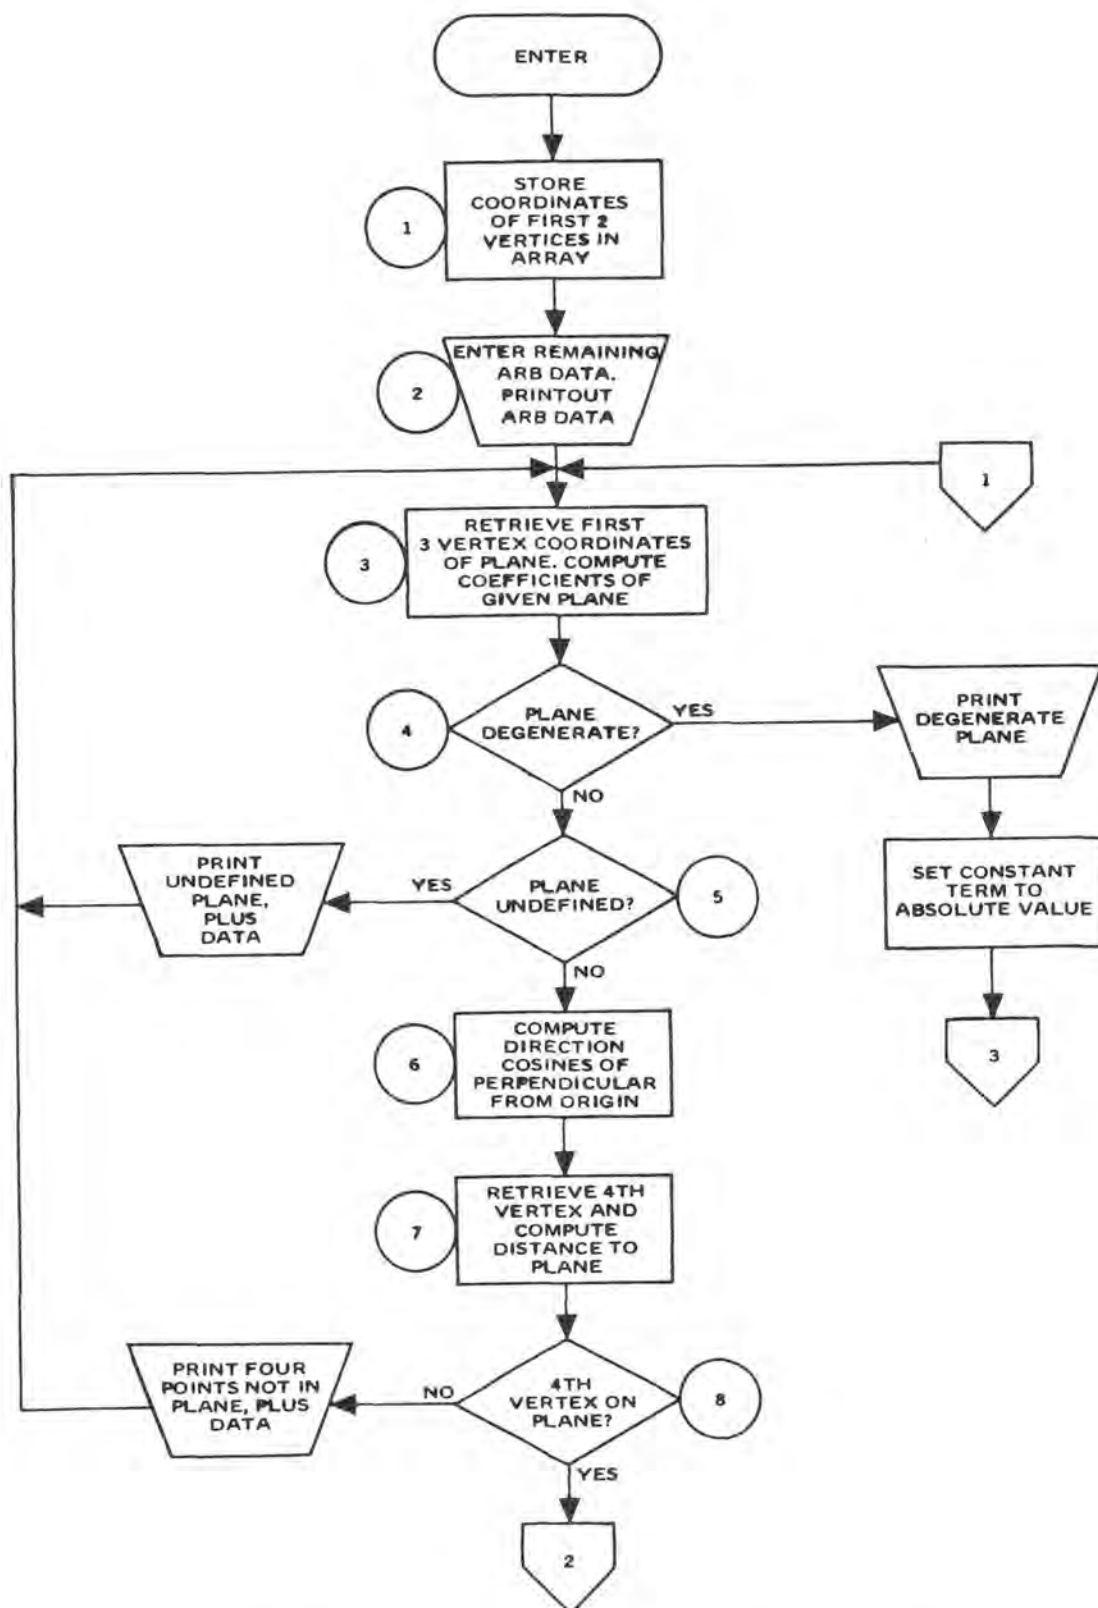 ENTER
STORE
COORDINATES
OF FIRST 2
VERTICES IN
ARRAY
1
ENTER REMAINING
ARB DATA.
PRINTOUT
ARB DATA
2
1
RETRIEVE FIRST
3 VERTEX COORDINATES
OF PLANE. COMPUTE
COEFFICIENTS OF
GIVEN PLANE
3
PLANE
DEGENERATE?
4
YES
PRINT
DEGENERATE
PLANE
NO
PRINT
UNDEFINED
PLANE,
PLUS
DATA
YES
PLANE
UNDEFINED?
5
SET CONSTANT
TERM TO
ABSOLUTE VALUE
NO
COMPUTE
DIRECTION
COSINES OF
PERPENDICULAR
FROM ORIGIN
6
3
RETRIEVE 4TH
VERTEX AND
COMPUTE
DISTANCE TO
PLANE
7
PRINT FOUR
POINTS NOT IN
PLANE, PLUS
DATA
NO
4TH
VERTEX ON
PLANE?
8
YES
2